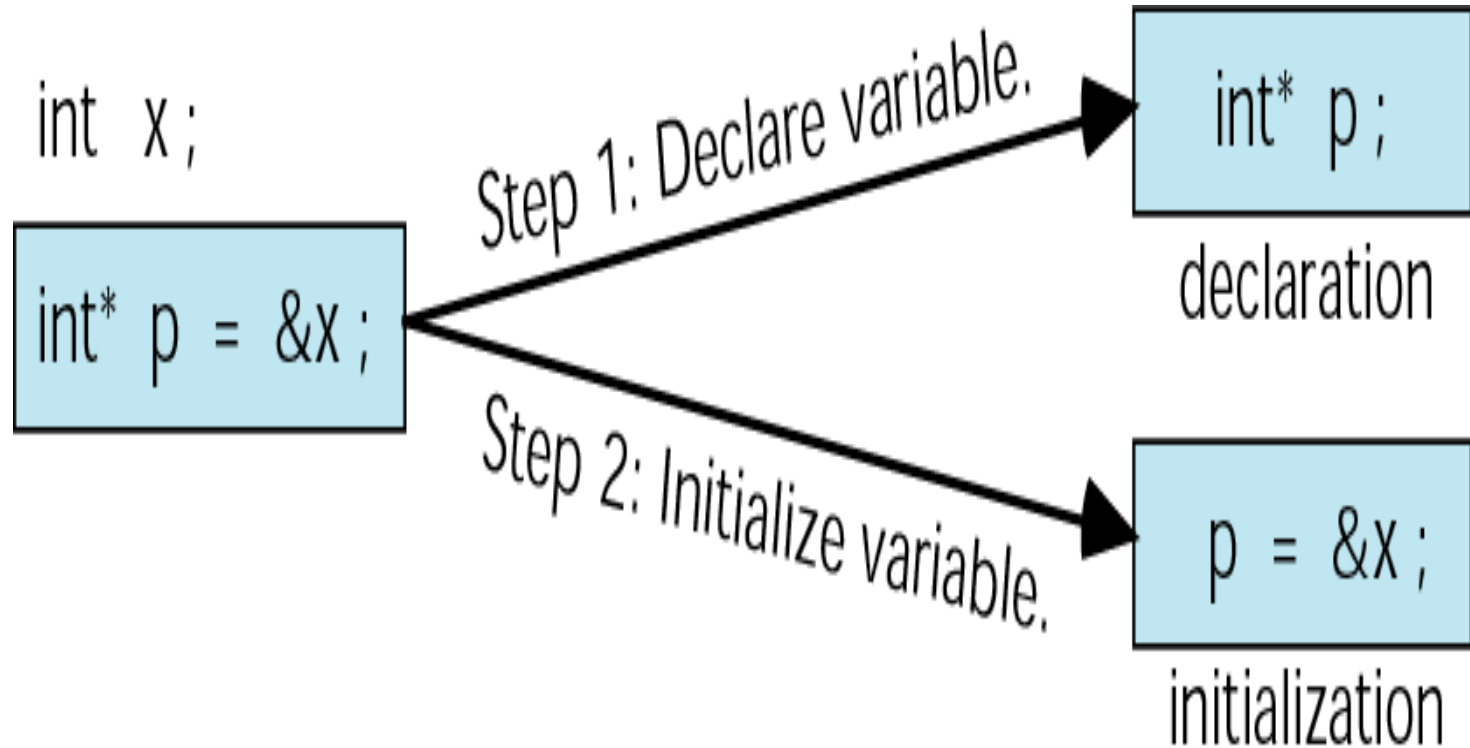 int x ;
int* p = &x ;
Step 1: Declare variable.
int* p ;
declaration
Step 2: Initialize variable.
p = &x ;
initialization